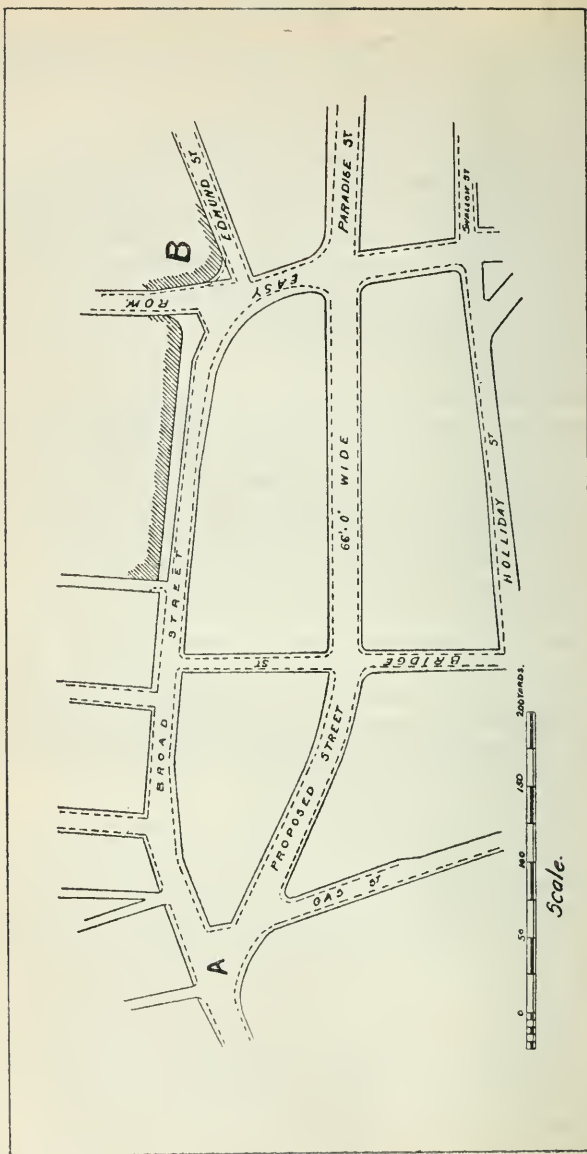 B
EDMUND ST
ROW
EASY
PARADISE ST
SWALLOW ST
BROAD STREET
66'. 0" WIDE
HOLLIDAY ST
BRIDGE ST
PROPOSED STREET
GAS ST
A
0 50 100 150 200 YARDS.
Scale.